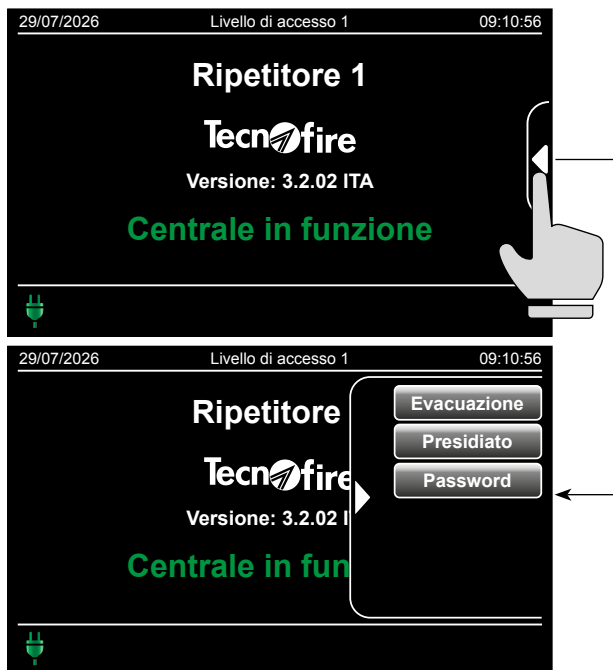 29/07/2026 Livello di accesso 1 09:10:56
Ripetitore 1
Tecnofire
Versione: 3.2.02 ITA
Centrale in funzione
29/07/2026 Livello di accesso 1 09:10:56
Ripetitore
Evacuazione
Presidiato
Tecnofire
Password
Versione: 3.2.02 I
Centrale in fun